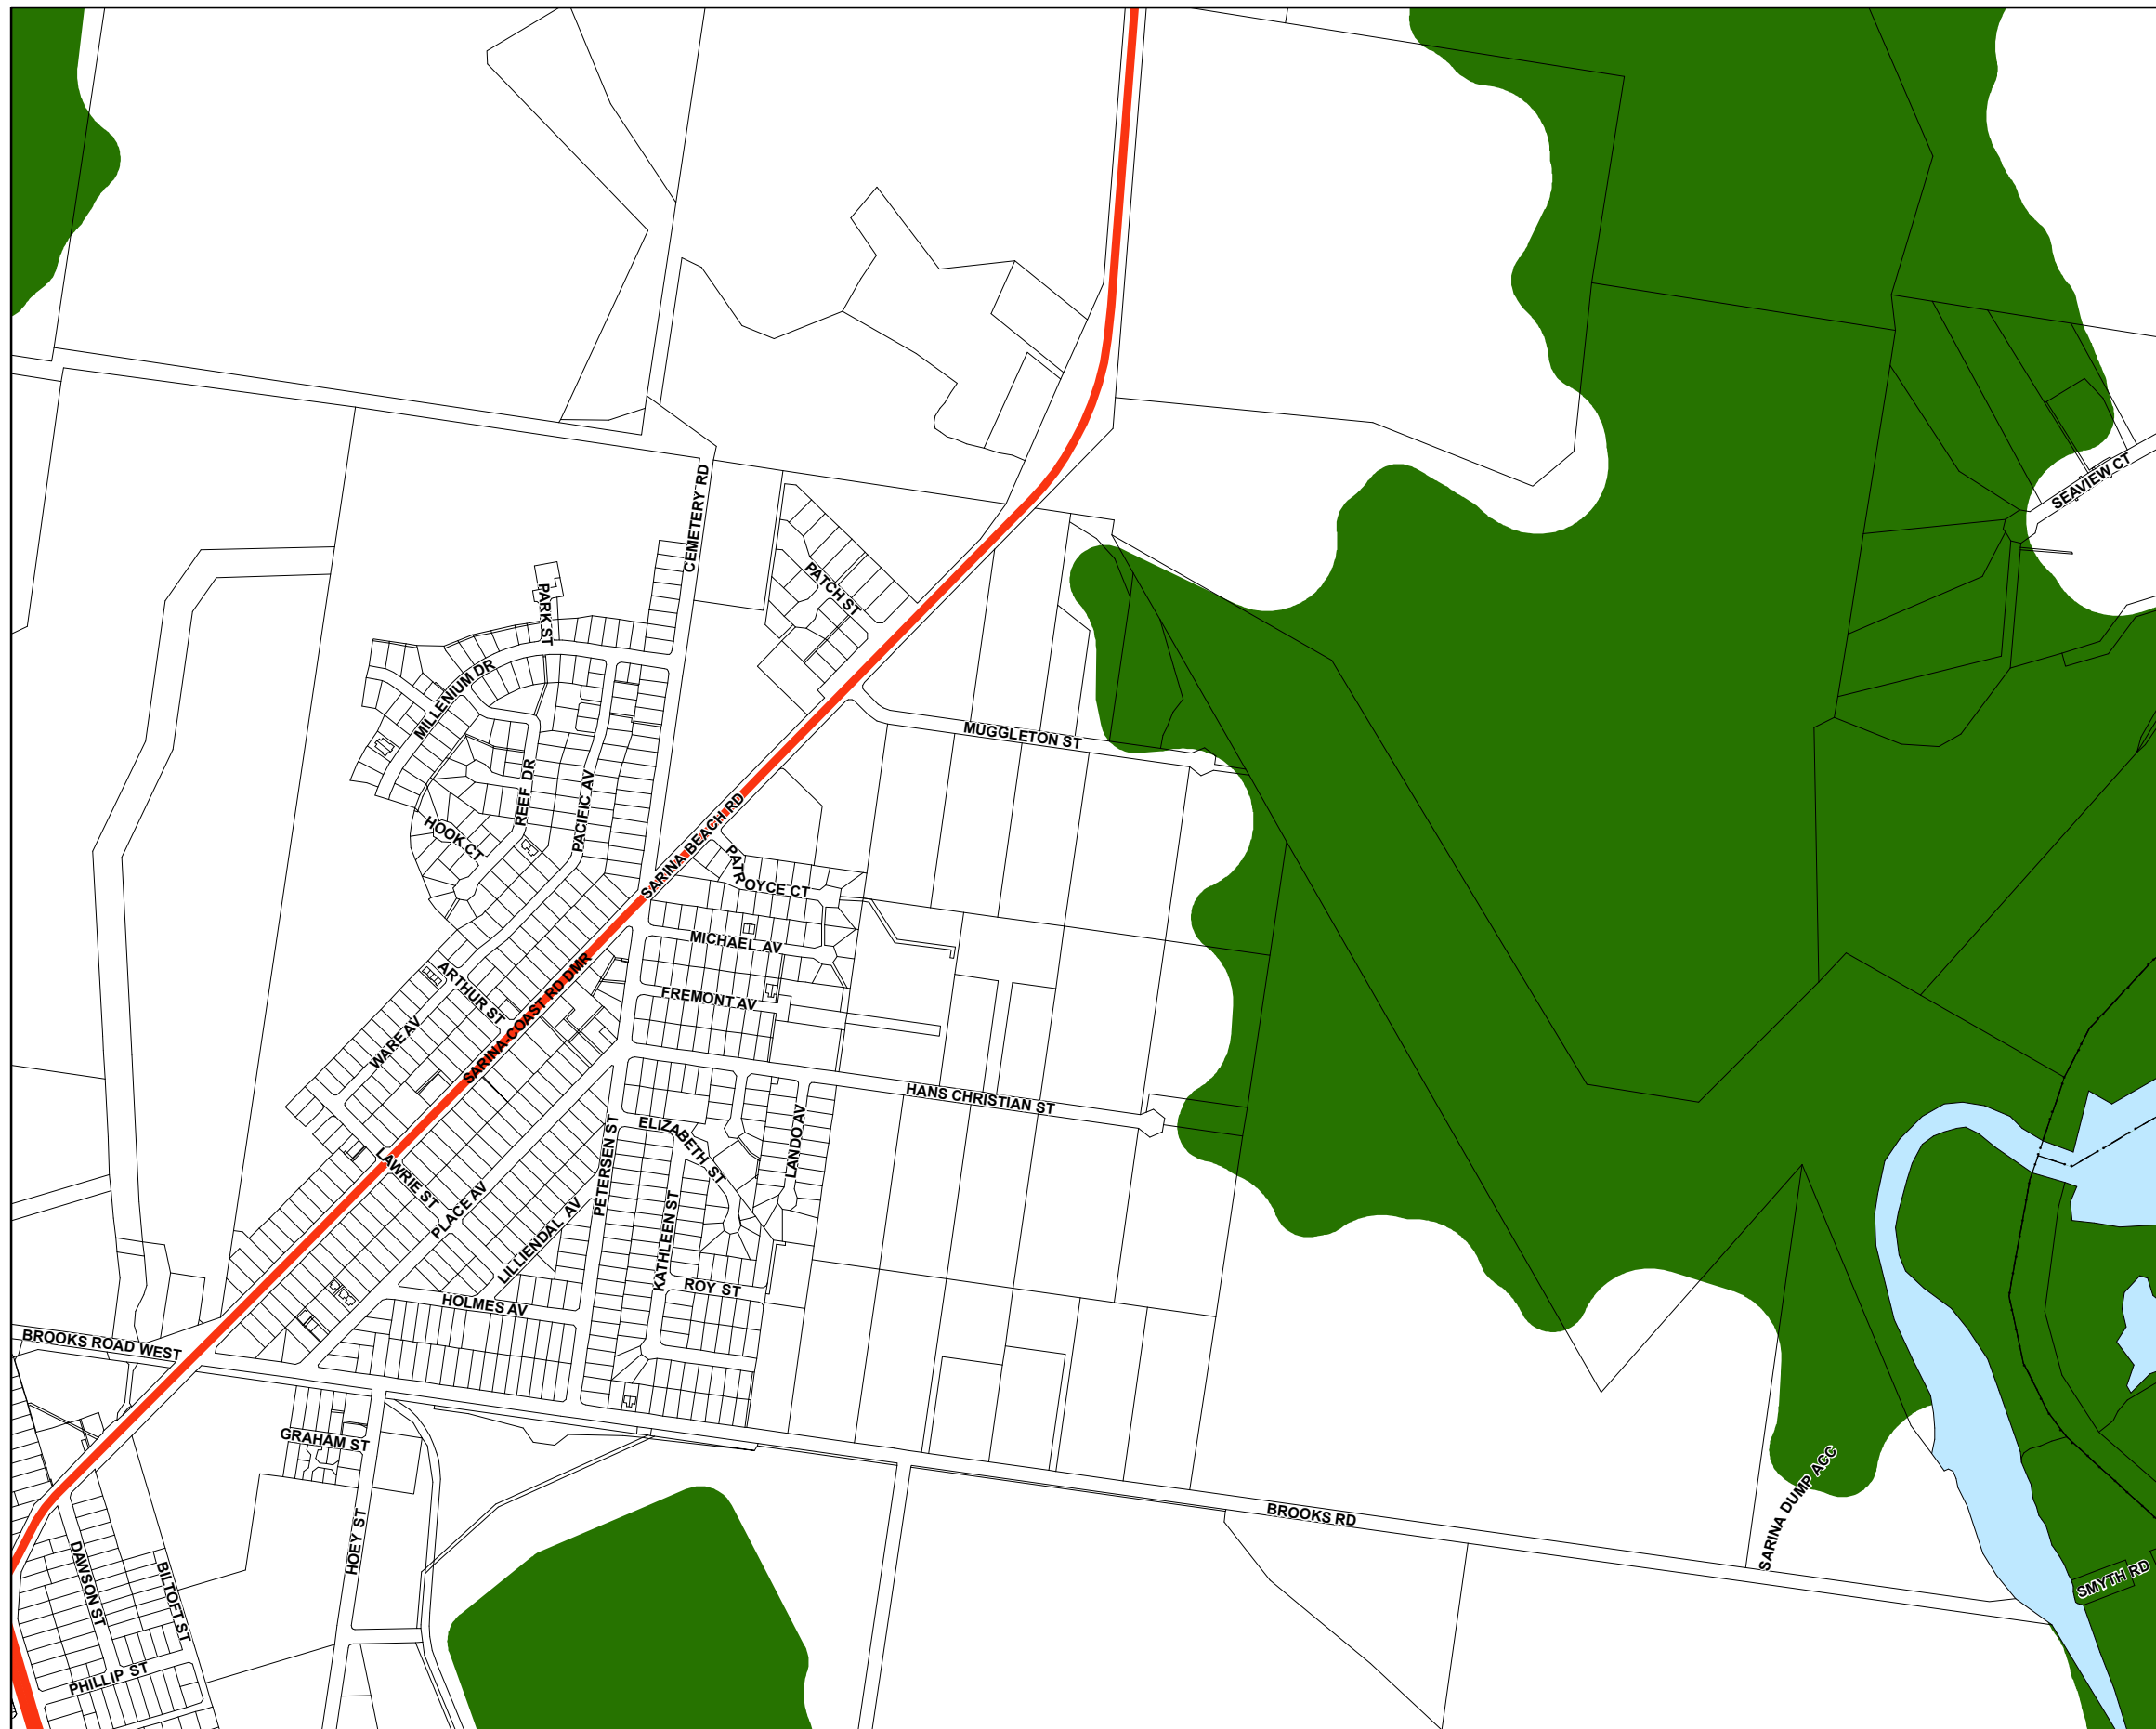 SEAVIEW CT
CEMETERY RD
PATCH ST
PARK ST
MILLENIUM DR
MUGGLETON ST
REEF DR
PACIFIC AV
HOOK CT
SARINA BEACH RD
PATR
OYCE CT
MICHAEL AV
ARTHUR ST
FREMONT AV
WARE AV
SARINA-COAST RD DMR
HANS CHRISTIAN ST
ELIZABETH ST
LANDO AV
PETERSEN ST
LAWRIE ST
PLACE AV
LILLIENDAL AV
KATHLEEN ST
ROY ST
HOLMES AV
BROOKS ROAD WEST
GRAHAM ST
HOEY ST
BROOKS RD
SARINA DUMP ACC
SMYTH RD
DAWSON ST
BILTOFT ST
PHILLIP ST